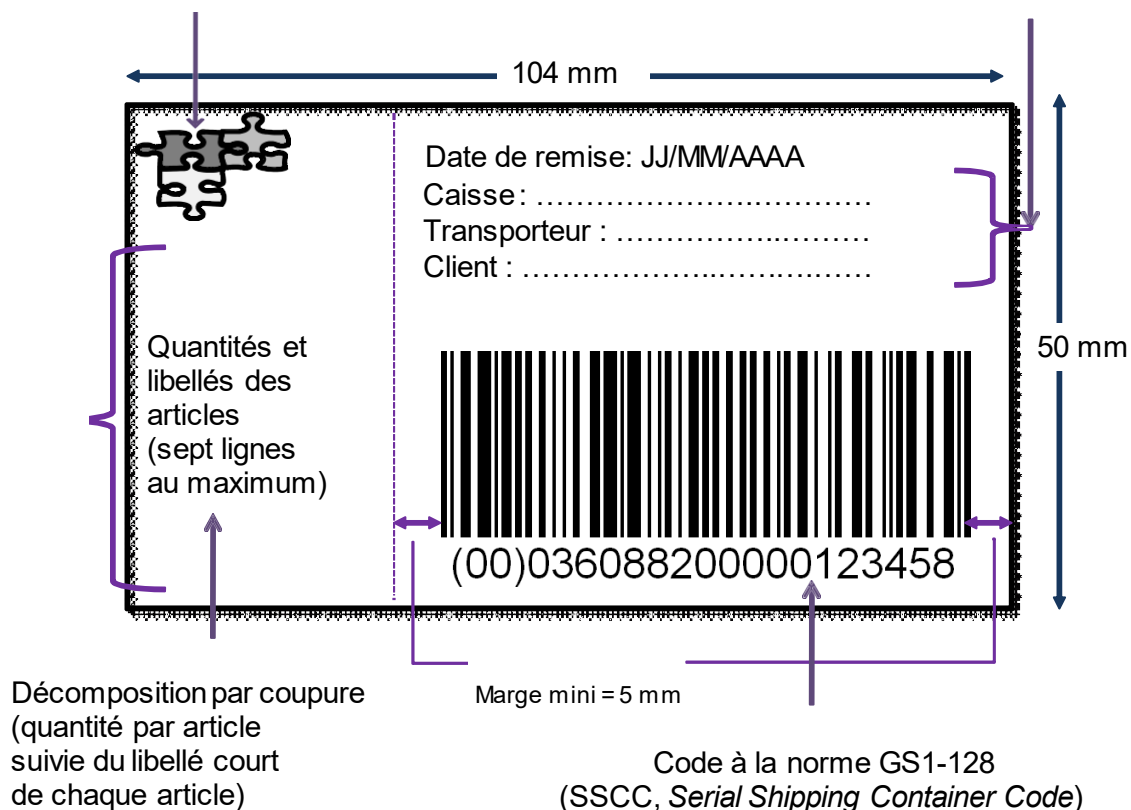 104 mm
Date de remise: JJ/MM/AAAA
Caisse : ……………………..…………
Transporteur : ……………...………
Client : ………………..…….….……
50 mm
Quantités et
libellés des
articles
(sept lignes
au maximum)
(00)036088200000123458
Marge mini = 5 mm
Décomposition par coupure
(quantité par article
suivie du libellé court
de chaque article)
Code à la norme GS1-128
(SSCC, Serial Shipping Container Code)